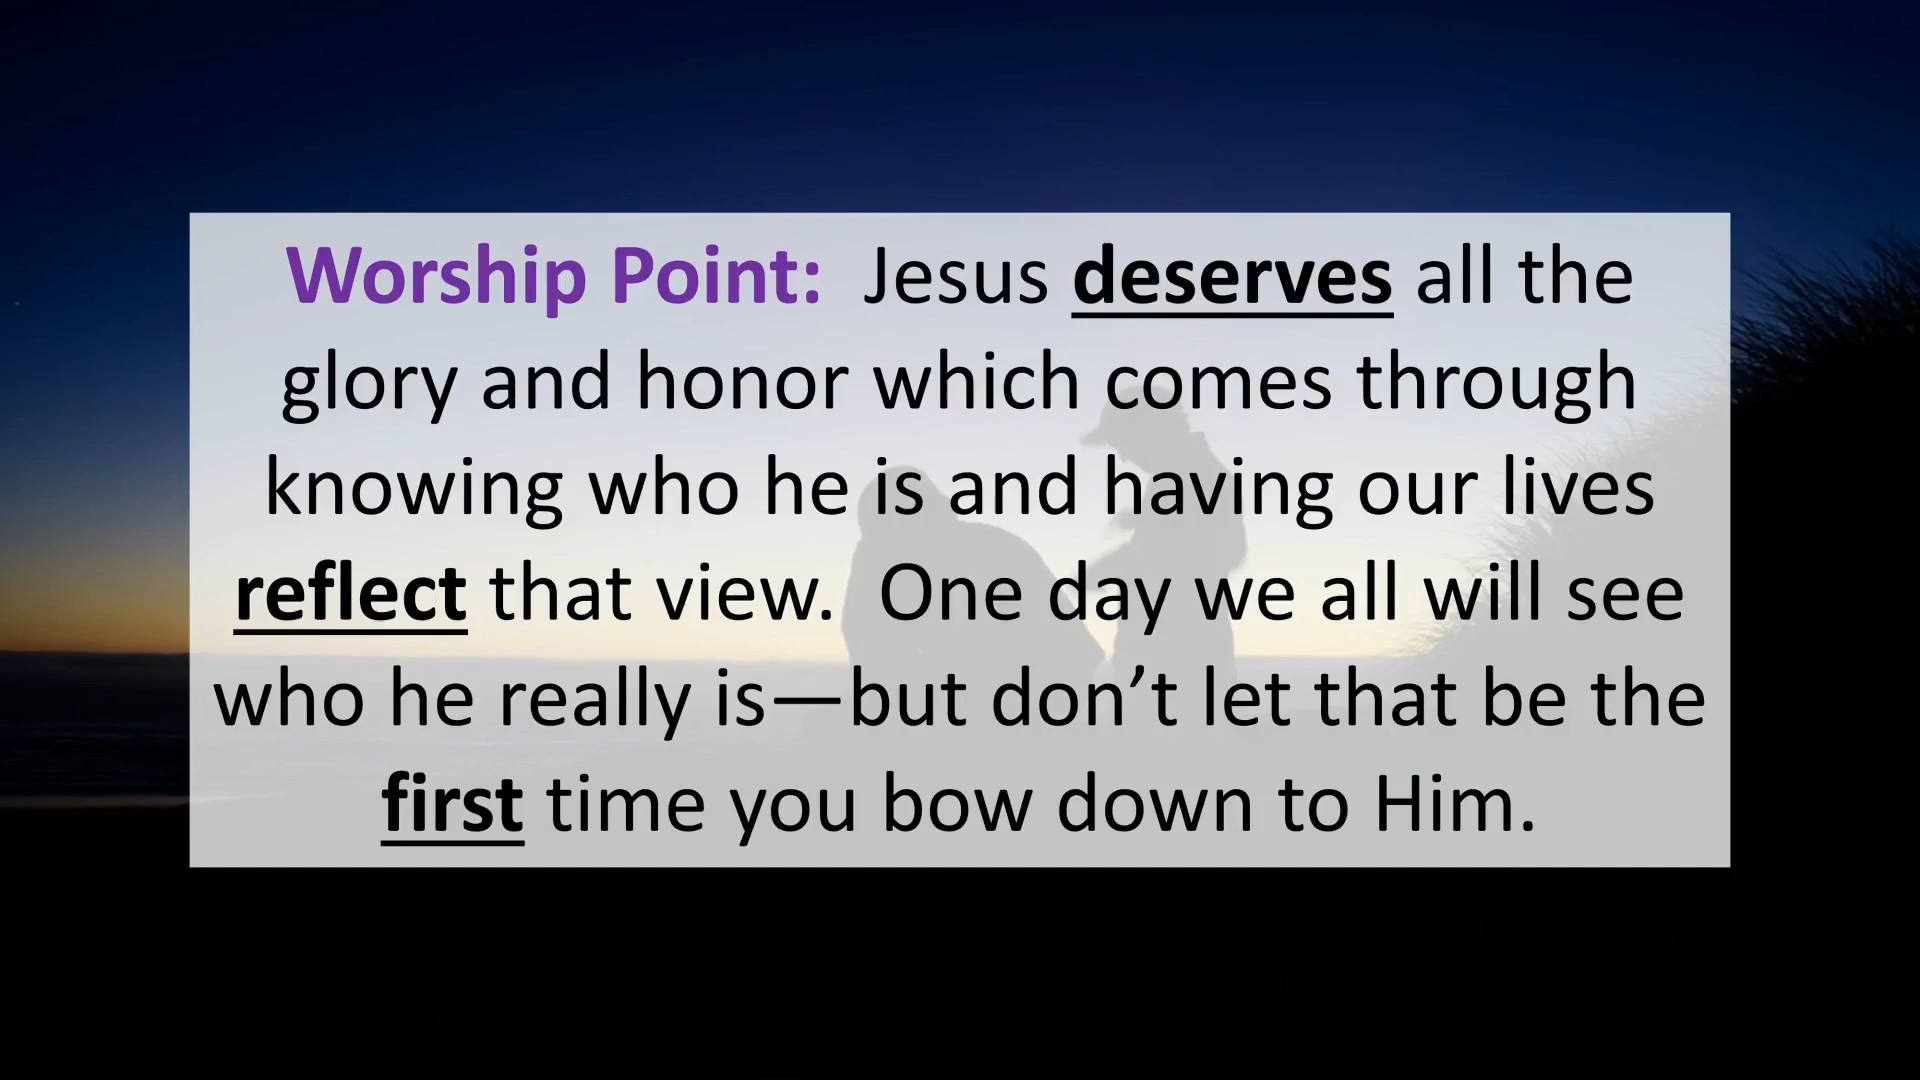 Worship Point:  Jesus deserves all the
glory and honor which comes through
knowing who he is and having our lives
reflect that view.  One day we all will see
who he really is—but don’t let that be the
first time you bow down to Him.